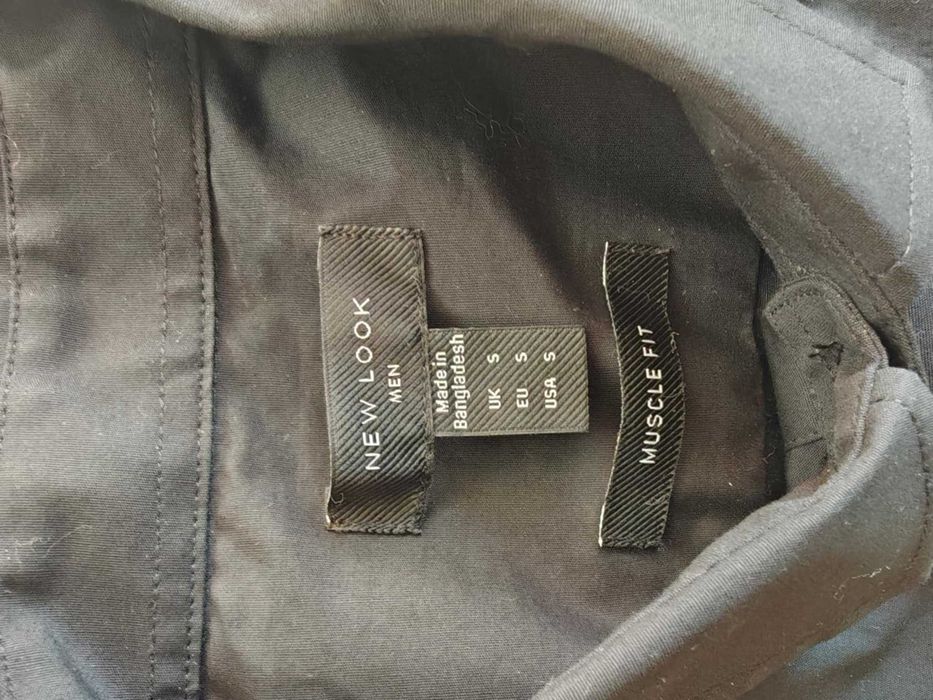 NEW LOOK
MEN
Made in
Bangladesh
UK S
EU S
USA S
MUSCLE FIT